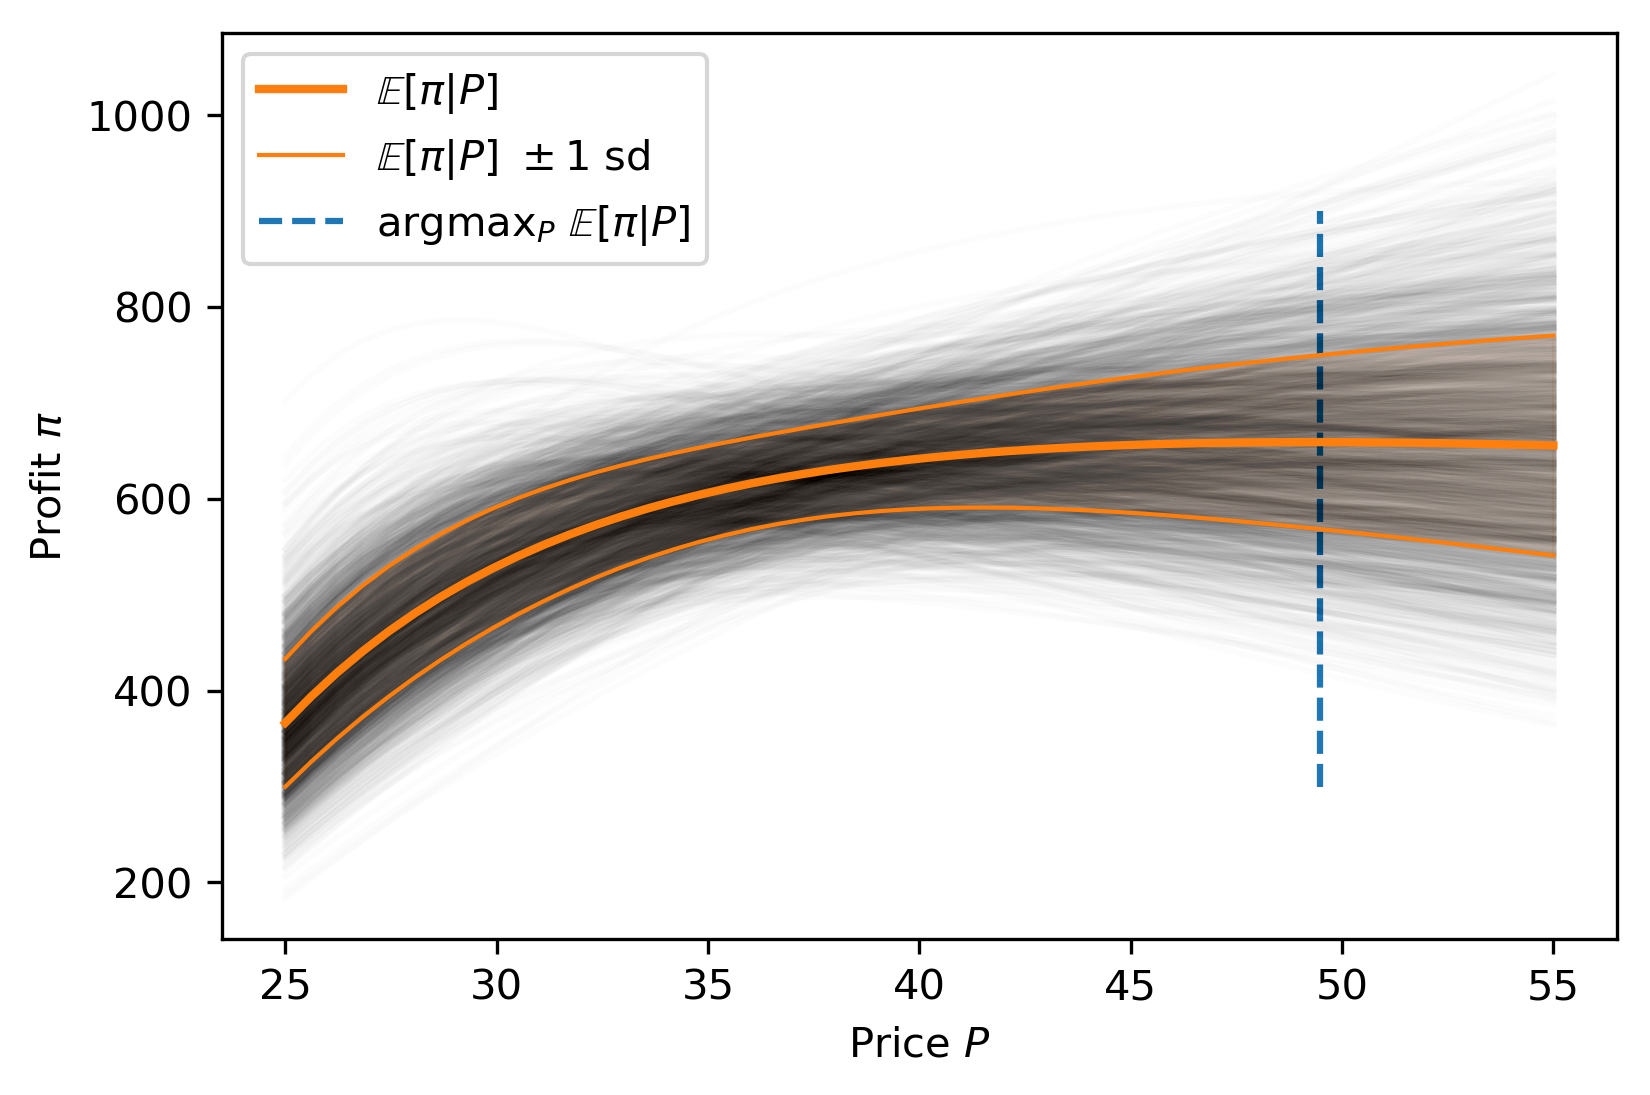 𝔼[π|P]
𝔼[π|P] ± 1 sd
argmax_P 𝔼[π|P]
1000
800
600
400
200
Profit π
25 30 35 40 45 50 55
Price P